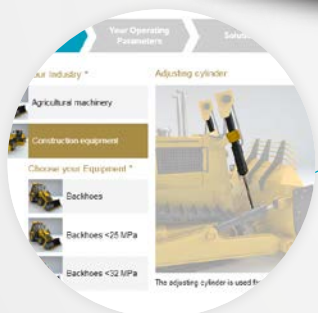 Your Operating
Parameters
Solut
our Industry *
Adjusting cylinder
Agricultural machinery
Construction equipment
Choose your Equipment *
Backhoes
Backhoes <25 MPa
Backhoes <32 MPa
The adjusting cylinder is used f